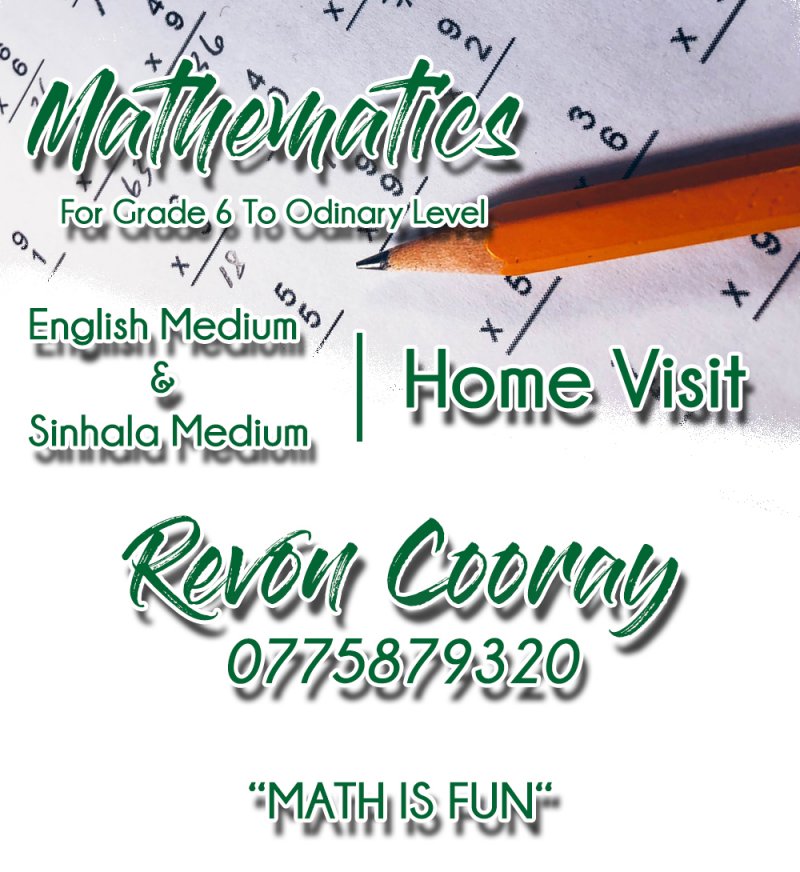 Mathematics
For Grade 6 To Odinary Level
English Medium
&
Sinhala Medium
Home Visit
Revon Cooray
0775879320
“MATH IS FUN“